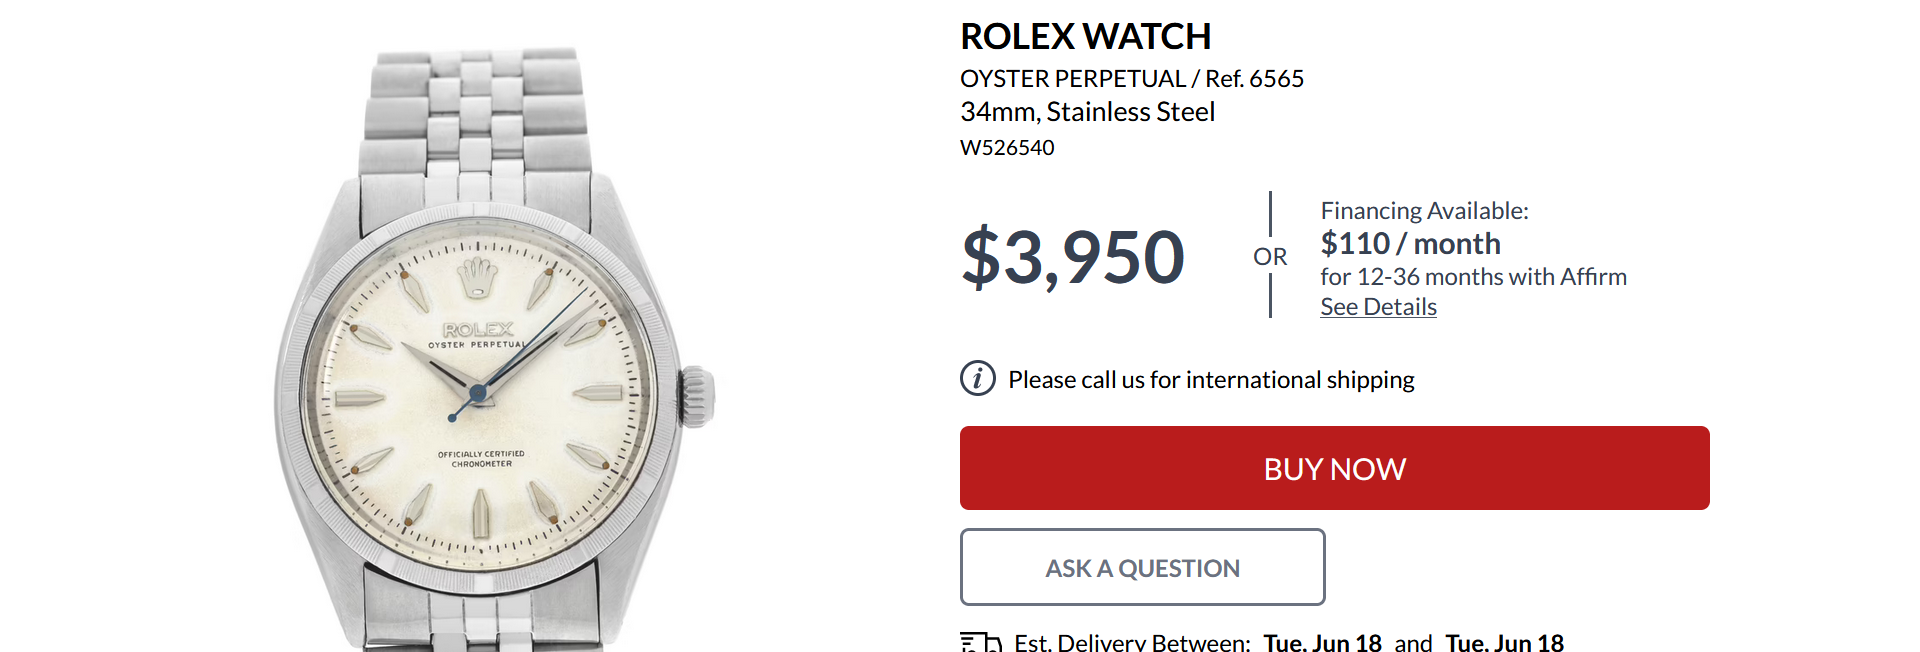 ROLEX WATCH
OYSTER PERPETUAL / Ref. 6565
34mm, Stainless Steel
W526540
$3,950
OR
Financing Available:
$110 / month
for 12-36 months with Affirm
See Details
i Please call us for international shipping
BUY NOW
ASK A QUESTION
Est. Delivery Between: Tue. Jun 18 and Tue. Jun 18
ROLEX
OYSTER PERPETUAL
OFFICIALLY CERTIFIED
CHRONOMETER